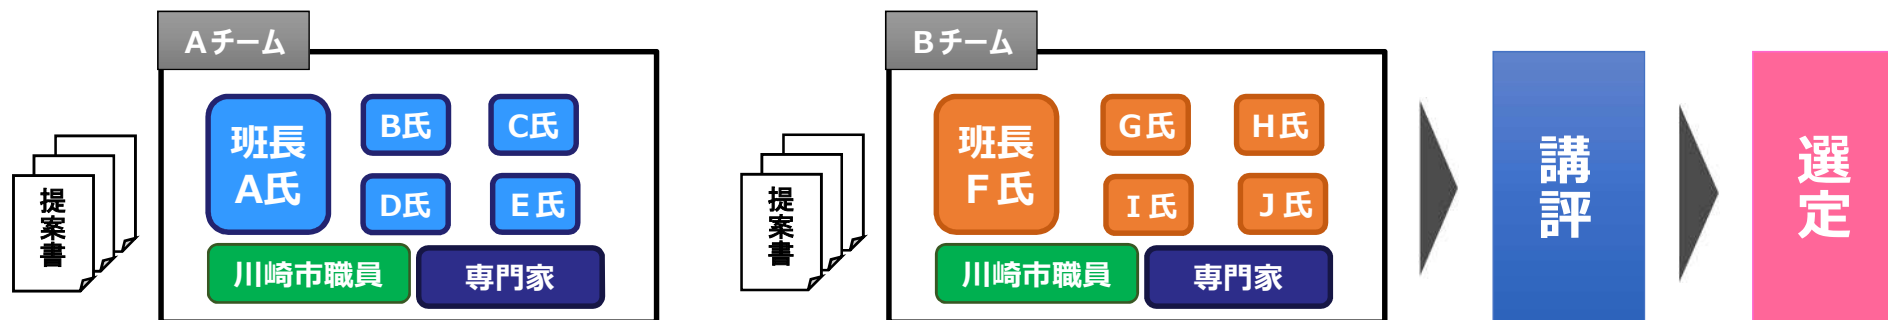 Aチーム
提案書
班長
A氏
B氏
C氏
D氏
E氏
川崎市職員
専門家
Bチーム
提案書
班長
F氏
G氏
H氏
I氏
J氏
川崎市職員
専門家
講評
選定